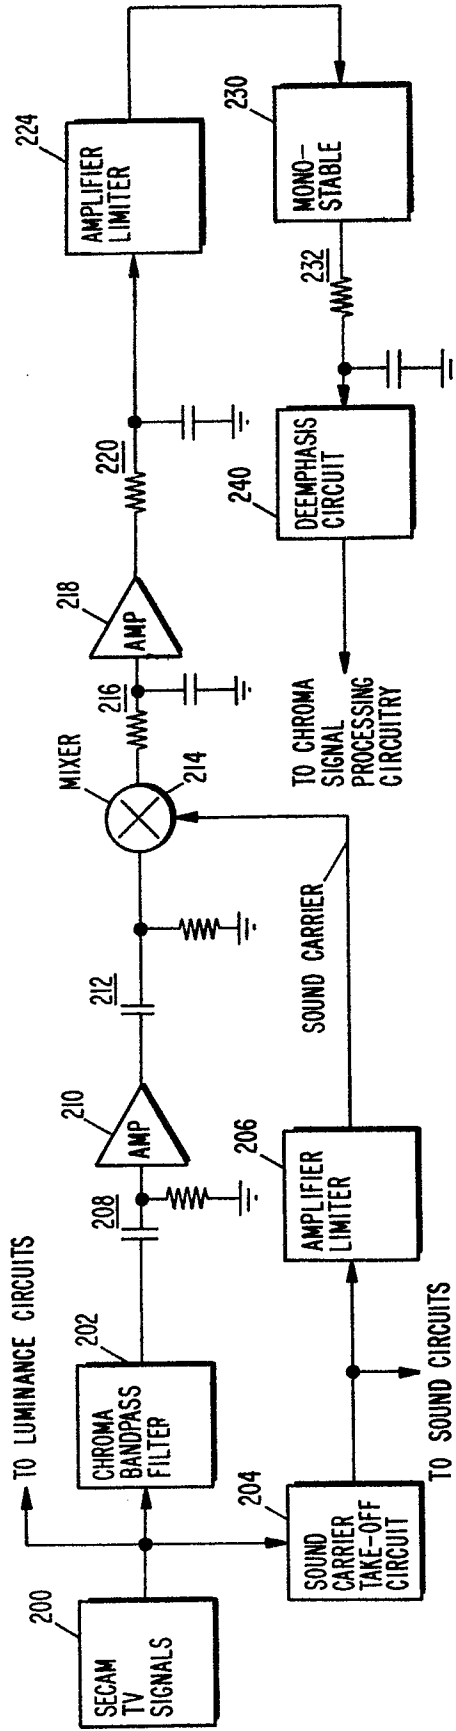 200
SECAM
TV
SIGNALS
TO LUMINANCE CIRCUITS
202
CHROMA
BANDPASS
FILTER
208
210
AMP
212
MIXER
214
216
218
AMP
220
224
AMPLIFIER
LIMITER
204
SOUND
CARRIER
TAKE-OFF
CIRCUIT
TO SOUND CIRCUITS
206
AMPLIFIER
LIMITER
SOUND CARRIER
TO CHROMA
SIGNAL
PROCESSING
CIRCUITRY
240
DEEMPHASIS
CIRCUIT
232
230
MONO-
STABLE